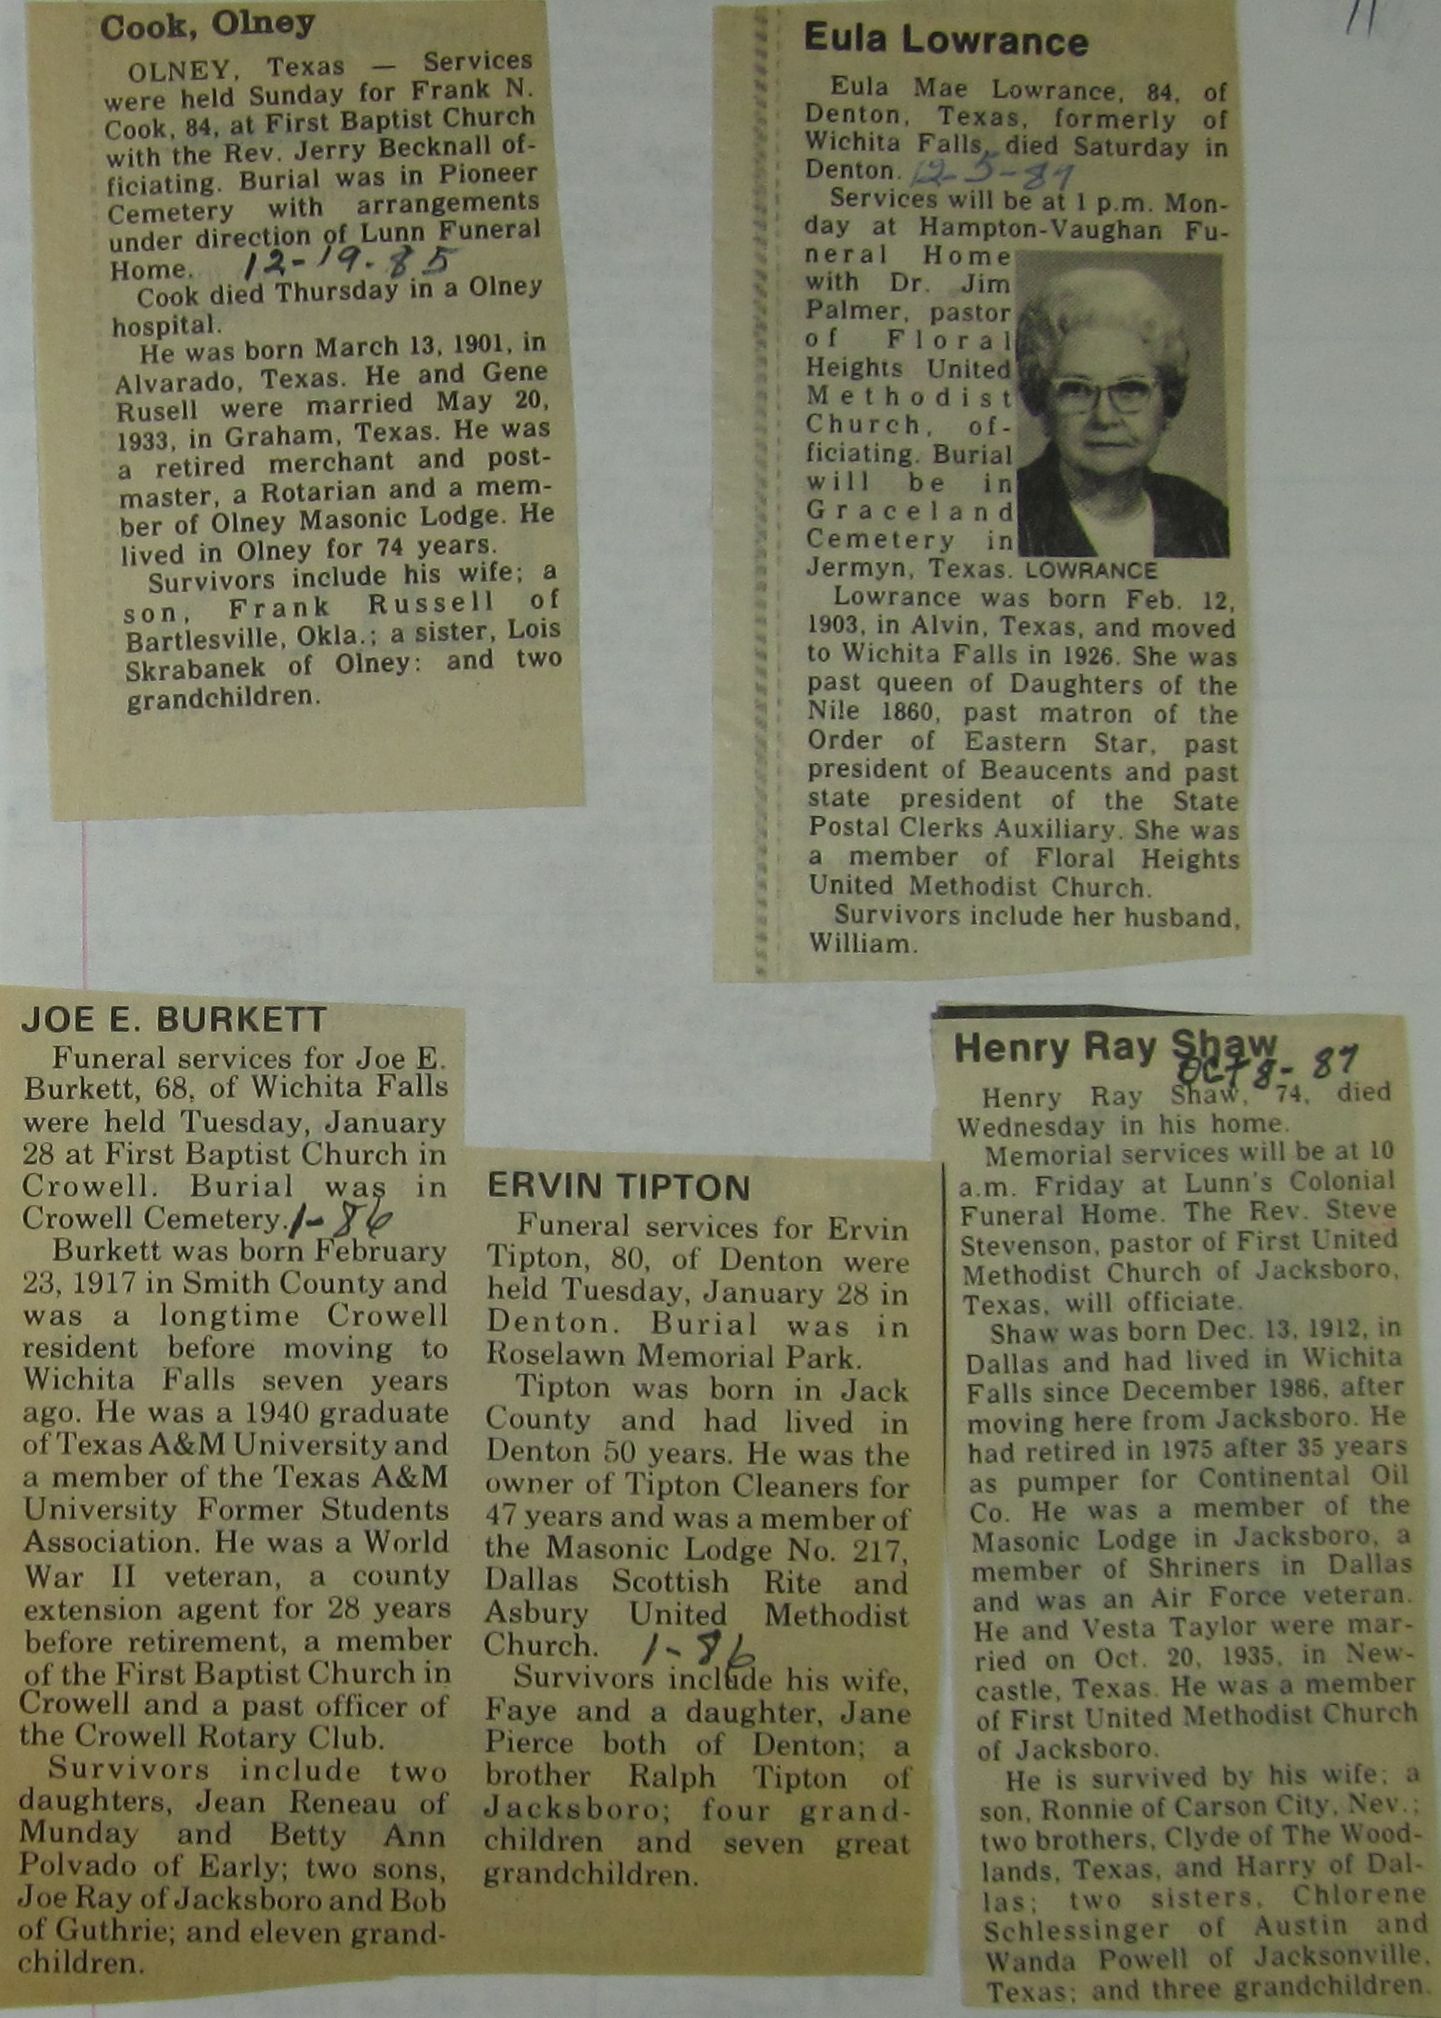 11
Cook, Olney
OLNEY, Texas — Services
were held Sunday for Frank N.
Cook, 84, at First Baptist Church
with the Rev. Jerry Becknall of-
ficiating. Burial was in Pioneer
Cemetery with arrangements
under direction of Lunn Funeral
Home. 12-19-85
Cook died Thursday in a Olney
hospital.
He was born March 13, 1901, in
Alvarado, Texas. He and Gene
Rusell were married May 20,
1933, in Graham, Texas. He was
a retired merchant and post-
master, a Rotarian and a mem-
ber of Olney Masonic Lodge. He
lived in Olney for 74 years.
Survivors include his wife; a
son, Frank Russell of
Bartlesville, Okla.; a sister, Lois
Skrabanek of Olney: and two
grandchildren.
Eula Lowrance
Eula Mae Lowrance, 84, of
Denton, Texas, formerly of
Wichita Falls, died Saturday in
Denton. 12-5-87
Services will be at 1 p.m. Mon-
day at Hampton-Vaughan Fu-
neral Home
with Dr. Jim
Palmer, pastor
of Floral
Heights United
Methodist
Church, of-
ficiating. Burial
will be in
Graceland
Cemetery in
Jermyn, Texas. LOWRANCE
Lowrance was born Feb. 12,
1903, in Alvin, Texas, and moved
to Wichita Falls in 1926. She was
past queen of Daughters of the
Nile 1860, past matron of the
Order of Eastern Star, past
president of Beaucents and past
state president of the State
Postal Clerks Auxiliary. She was
a member of Floral Heights
United Methodist Church.
Survivors include her husband,
William.
JOE E. BURKETT
Funeral services for Joe E.
Burkett, 68, of Wichita Falls
were held Tuesday, January
28 at First Baptist Church in
Crowell. Burial was in
Crowell Cemetery. 1-86
Burkett was born February
23, 1917 in Smith County and
was a longtime Crowell
resident before moving to
Wichita Falls seven years
ago. He was a 1940 graduate
of Texas A&M University and
a member of the Texas A&M
University Former Students
Association. He was a World
War II veteran, a county
extension agent for 28 years
before retirement, a member
of the First Baptist Church in
Crowell and a past officer of
the Crowell Rotary Club.
Survivors include two
daughters, Jean Reneau of
Munday and Betty Ann
Polvado of Early; two sons,
Joe Ray of Jacksboro and Bob
of Guthrie; and eleven grand-
children.
ERVIN TIPTON
Funeral services for Ervin
Tipton, 80, of Denton were
held Tuesday, January 28 in
Denton. Burial was in
Roselawn Memorial Park.
Tipton was born in Jack
County and had lived in
Denton 50 years. He was the
owner of Tipton Cleaners for
47 years and was a member of
the Masonic Lodge No. 217,
Dallas Scottish Rite and
Asbury United Methodist
Church. 1-86
Survivors include his wife,
Faye and a daughter, Jane
Pierce both of Denton; a
brother Ralph Tipton of
Jacksboro; four grand-
children and seven great
grandchildren.
Henry Ray Shaw
OCT 8-87
Henry Ray Shaw, 74, died
Wednesday in his home.
Memorial services will be at 10
a.m. Friday at Lunn's Colonial
Funeral Home. The Rev. Steve
Stevenson, pastor of First United
Methodist Church of Jacksboro,
Texas, will officiate.
Shaw was born Dec. 13, 1912, in
Dallas and had lived in Wichita
Falls since December 1986, after
moving here from Jacksboro. He
had retired in 1975 after 35 years
as pumper for Continental Oil
Co. He was a member of the
Masonic Lodge in Jacksboro, a
member of Shriners in Dallas
and was an Air Force veteran.
He and Vesta Taylor were mar-
ried on Oct. 20, 1935, in New-
castle, Texas. He was a member
of First United Methodist Church
of Jacksboro.
He is survived by his wife; a
son, Ronnie of Carson City, Nev.;
two brothers, Clyde of The Wood-
lands, Texas, and Harry of Dal-
las; two sisters, Chlorene
Schlessinger of Austin and
Wanda Powell of Jacksonville,
Texas; and three grandchildren.